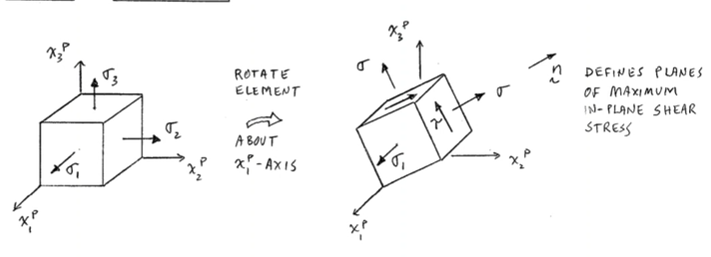 x₃ᴾ
σ₃
σ₂
σ₁
x₂ᴾ
x₁ᴾ
ROTATE
ELEMENT
ABOUT
x₁ᴾ-AXIS
x₃ᴾ
σ
σ
τ
σ₁
x₂ᴾ
x₁ᴾ
n
DEFINES PLANES
OF MAXIMUM
IN-PLANE SHEAR
STRESS